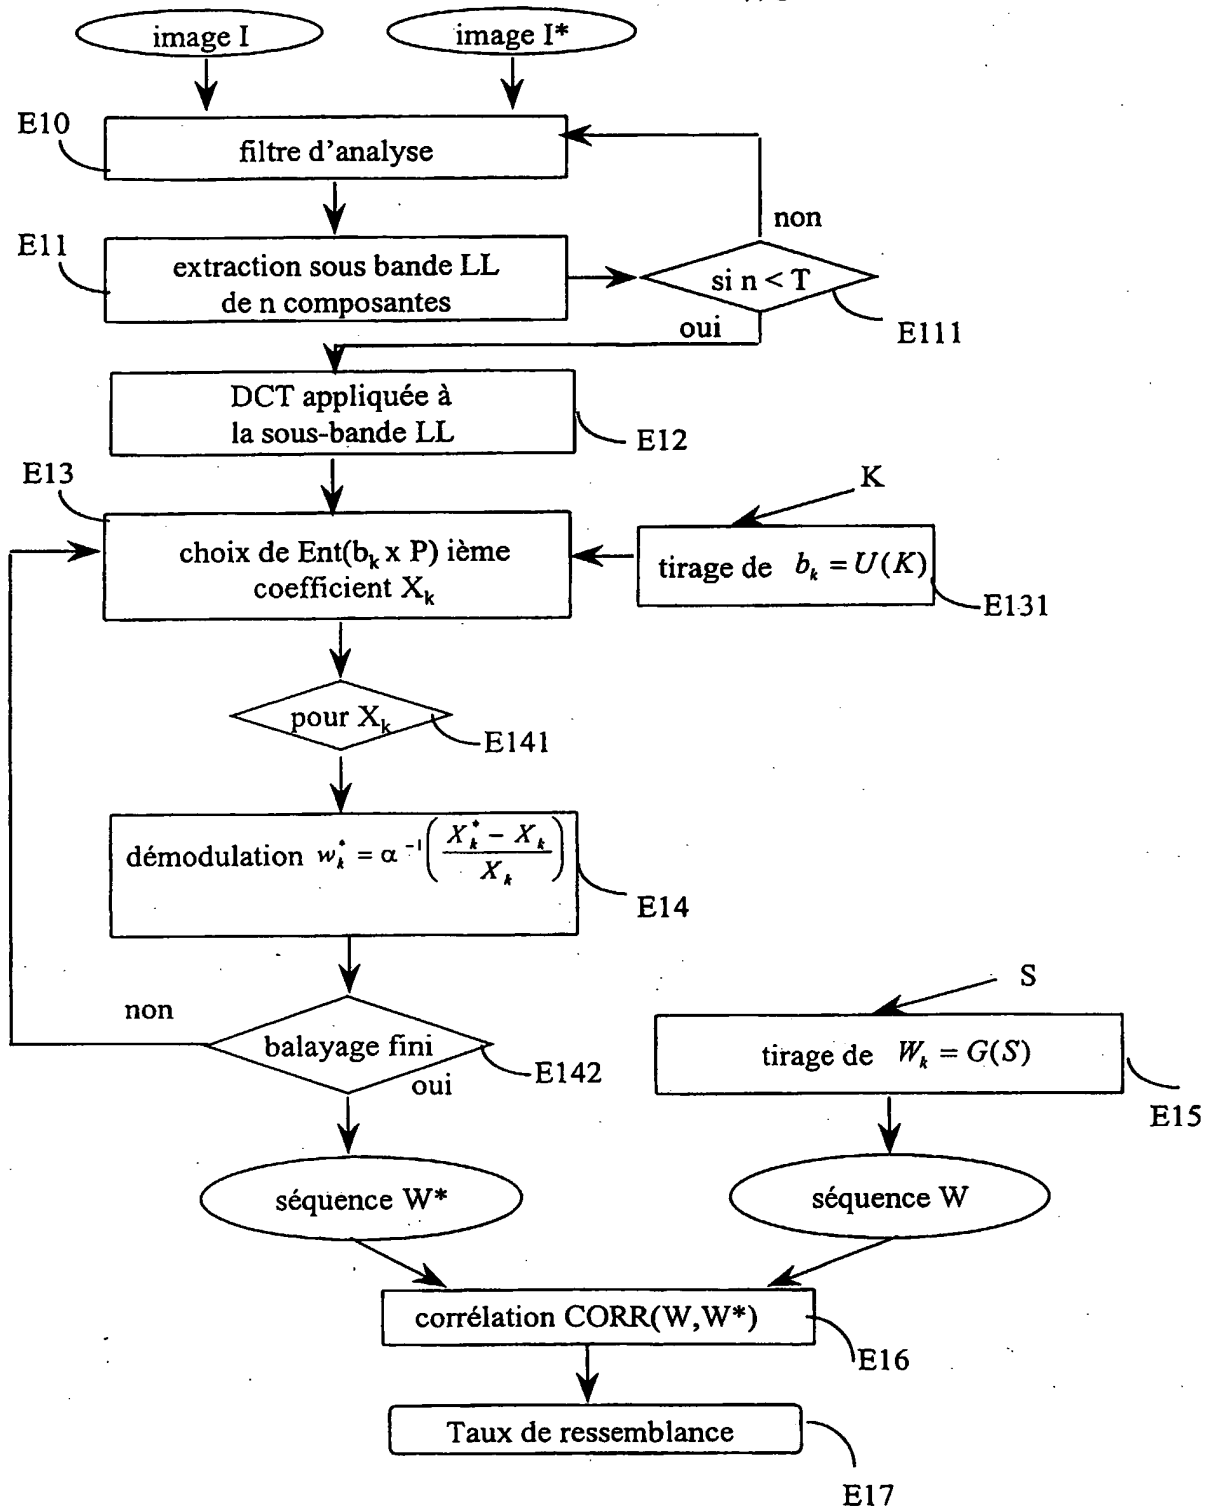 image I
image I*
E10
filtre d'analyse
non
E11
extraction sous bande LL
de n composantes
si n < T
E111
oui
DCT appliquée à
la sous-bande LL
E12
E13
K
choix de Ent(b_k x P) ième
coefficient X_k
tirage de b_k = U(K)
E131
pour X_k
E141
démodulation w_k^* = α^{-1}((X_k^* - X_k) / X_k)
E14
S
non
balayage fini
oui
E142
tirage de W_k = G(S)
E15
séquence W*
séquence W
corrélation CORR(W,W*)
E16
Taux de ressemblance
E17